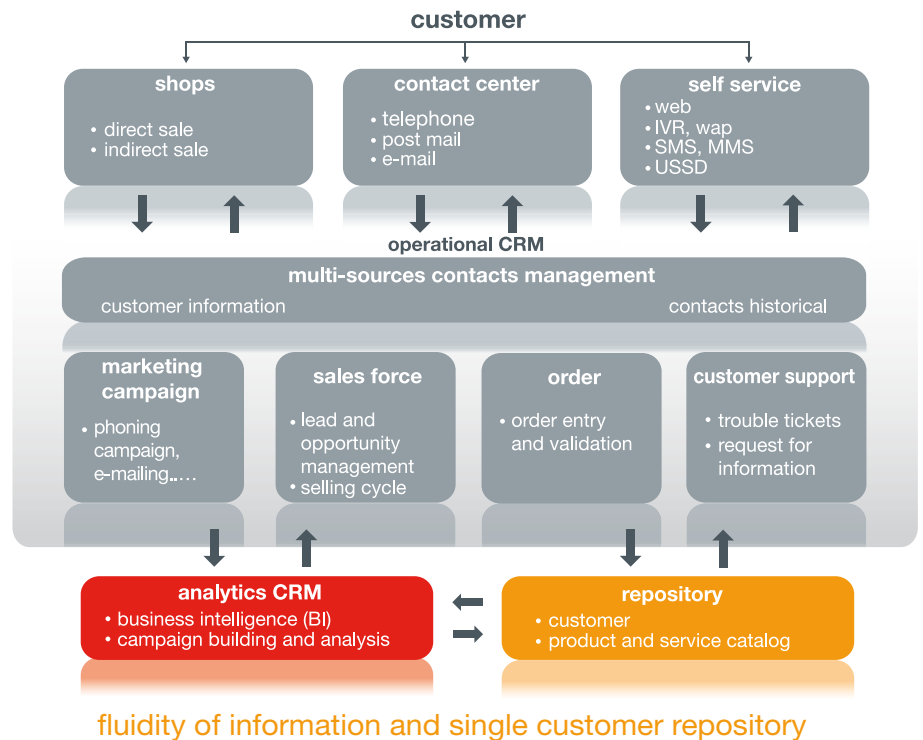 customer
shops
• direct sale
• indirect sale
contact center
• telephone
• post mail
• e-mail
self service
• web
• IVR, wap
• SMS, MMS
• USSD
operational CRM
multi-sources contacts management
customer information
contacts historical
marketing
campaign
• phoning
campaign,
e-mailing..…
sales force
• lead and
opportunity
management
• selling cycle
order
• order entry
and validation
customer support
• trouble tickets
• request for
information
analytics CRM
• business intelligence (BI)
• campaign building and analysis
repository
• customer
• product and service catalog
fluidity of information and single customer repository